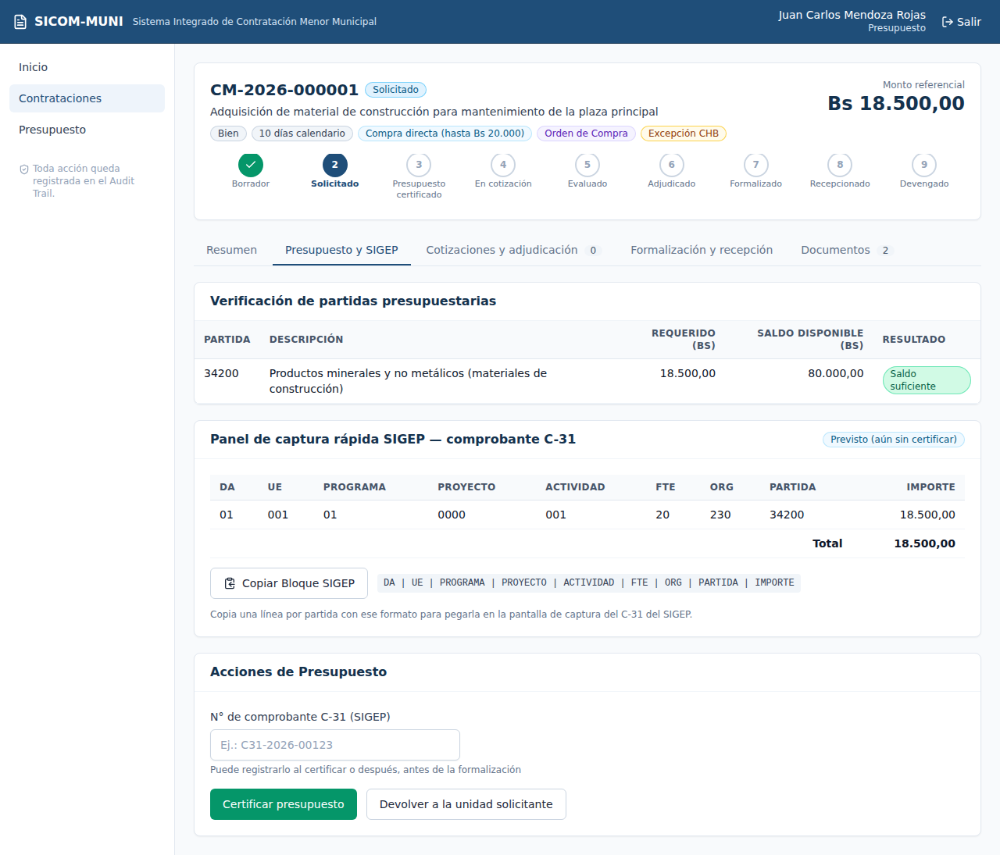 SICOM-MUNI Sistema Integrado de Contratación Menor Municipal
Juan Carlos Mendoza Rojas
Presupuesto
Salir
Inicio
Contrataciones
Presupuesto
Toda acción queda
registrada en el Audit
Trail.
CM-2026-000001 Solicitado
Adquisición de material de construcción para mantenimiento de la plaza principal
Bien 10 días calendario Compra directa (hasta Bs 20.000) Orden de Compra Excepción CHB
Monto referencial
Bs 18.500,00
2 3 4 5 6 7 8 9
Borrador Solicitado Presupuesto En cotización Evaluado Adjudicado Formalizado Recepcionado Devengado
certificado
Resumen Presupuesto y SIGEP Cotizaciones y adjudicación 0 Formalización y recepción Documentos 2
Verificación de partidas presupuestarias
PARTIDA DESCRIPCIÓN REQUERIDO SALDO DISPONIBLE RESULTADO
(BS) (BS)
34200 Productos minerales y no metálicos (materiales de 18.500,00 80.000,00 Saldo
construcción) suficiente
Panel de captura rápida SIGEP — comprobante C-31 Previsto (aún sin certificar)
DA UE PROGRAMA PROYECTO ACTIVIDAD FTE ORG PARTIDA IMPORTE
01 001 01 0000 001 20 230 34200 18.500,00
Total 18.500,00
Copiar Bloque SIGEP DA | UE | PROGRAMA | PROYECTO | ACTIVIDAD | FTE | ORG | PARTIDA | IMPORTE
Copia una línea por partida con ese formato para pegarla en la pantalla de captura del C-31 del SIGEP.
Acciones de Presupuesto
N° de comprobante C-31 (SIGEP)
Ej.: C31-2026-00123
Puede registrarlo al certificar o después, antes de la formalización
Certificar presupuesto Devolver a la unidad solicitante